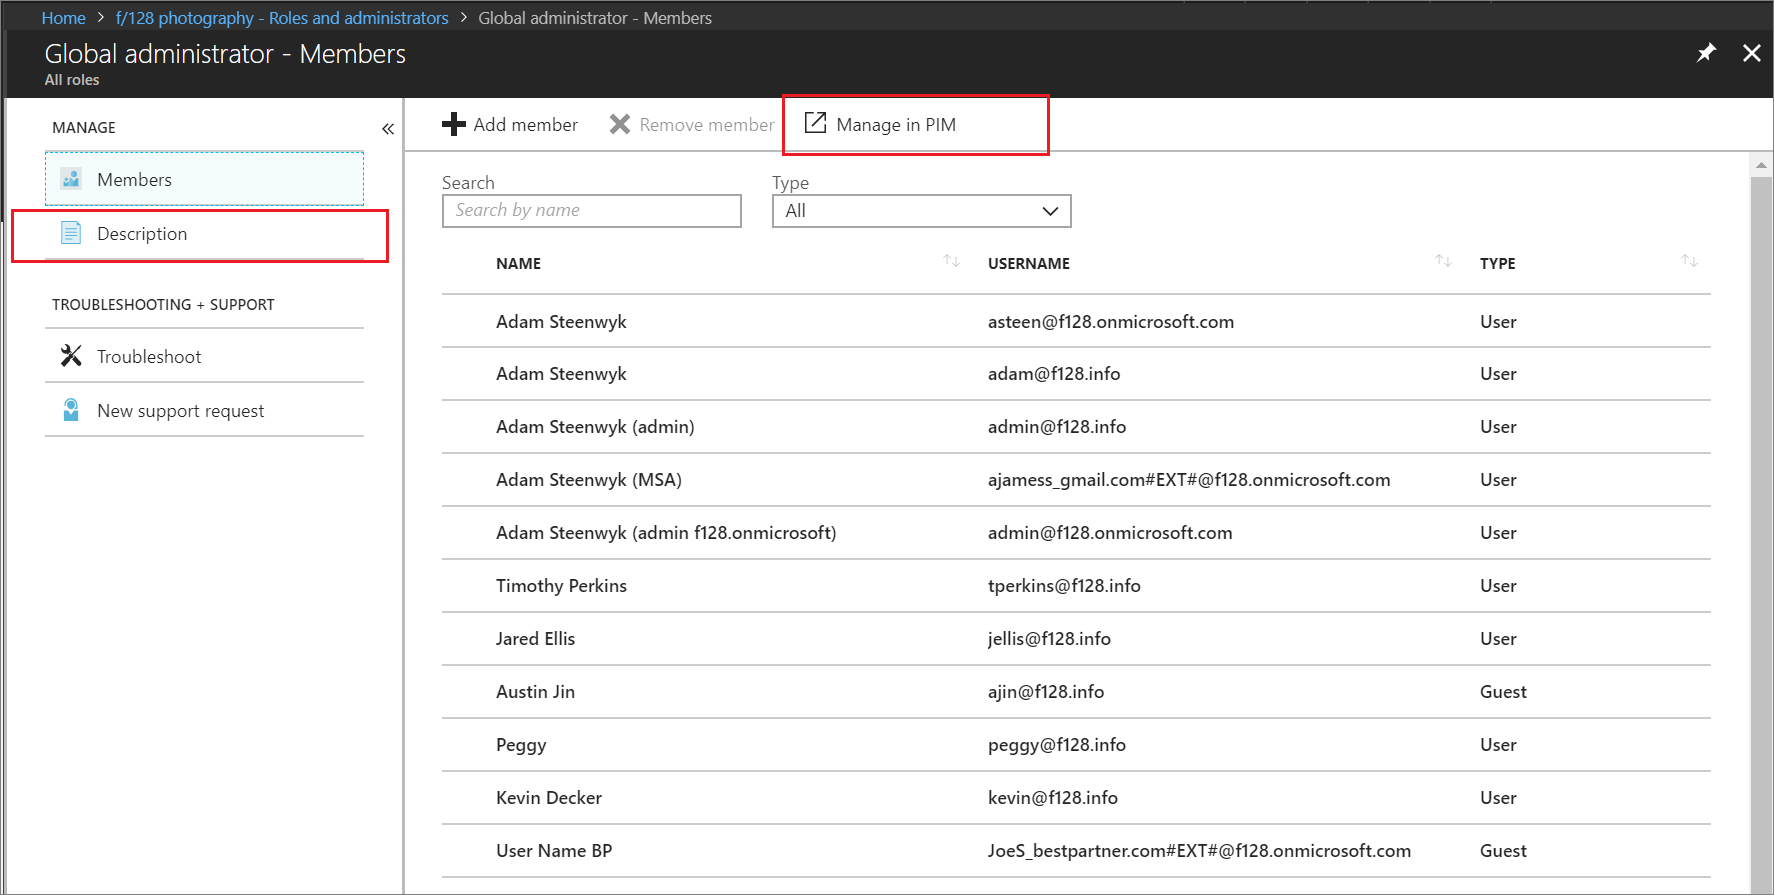 Home > f/128 photography - Roles and administrators > Global administrator - Members
Global administrator - Members
All roles
MANAGE
«
Members
Description
TROUBLESHOOTING + SUPPORT
Troubleshoot
New support request
Add member
Remove member
Manage in PIM
Search
Type
Search by name
All
NAME USERNAME TYPE
Adam Steenwyk asteen@f128.onmicrosoft.com User
Adam Steenwyk adam@f128.info User
Adam Steenwyk (admin) admin@f128.info User
Adam Steenwyk (MSA) ajamess_gmail.com#EXT#@f128.onmicrosoft.com User
Adam Steenwyk (admin f128.onmicrosoft) admin@f128.onmicrosoft.com User
Timothy Perkins tperkins@f128.info User
Jared Ellis jellis@f128.info User
Austin Jin ajin@f128.info Guest
Peggy peggy@f128.info User
Kevin Decker kevin@f128.info User
User Name BP JoeS_bestpartner.com#EXT#@f128.onmicrosoft.com Guest